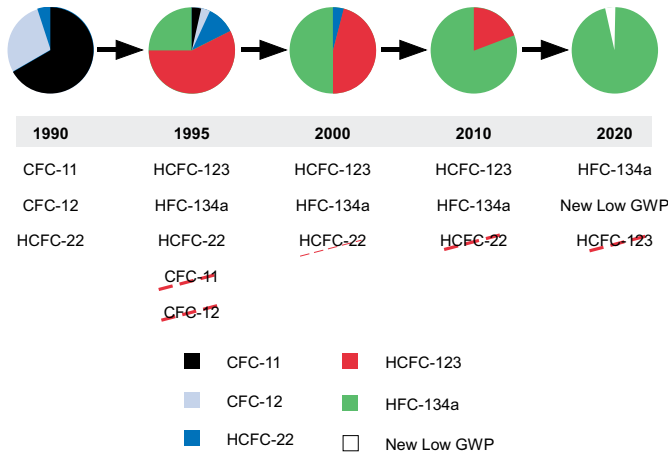 1990 1995 2000 2010 2020
CFC-11 HCFC-123 HCFC-123 HCFC-123 HFC-134a
CFC-12 HFC-134a HFC-134a HFC-134a New Low GWP
HCFC-22 HCFC-22 HCFC-22 HCFC-22 HCFC-123
CFC-11
CFC-12
CFC-11 HCFC-123
CFC-12 HFC-134a
HCFC-22 New Low GWP